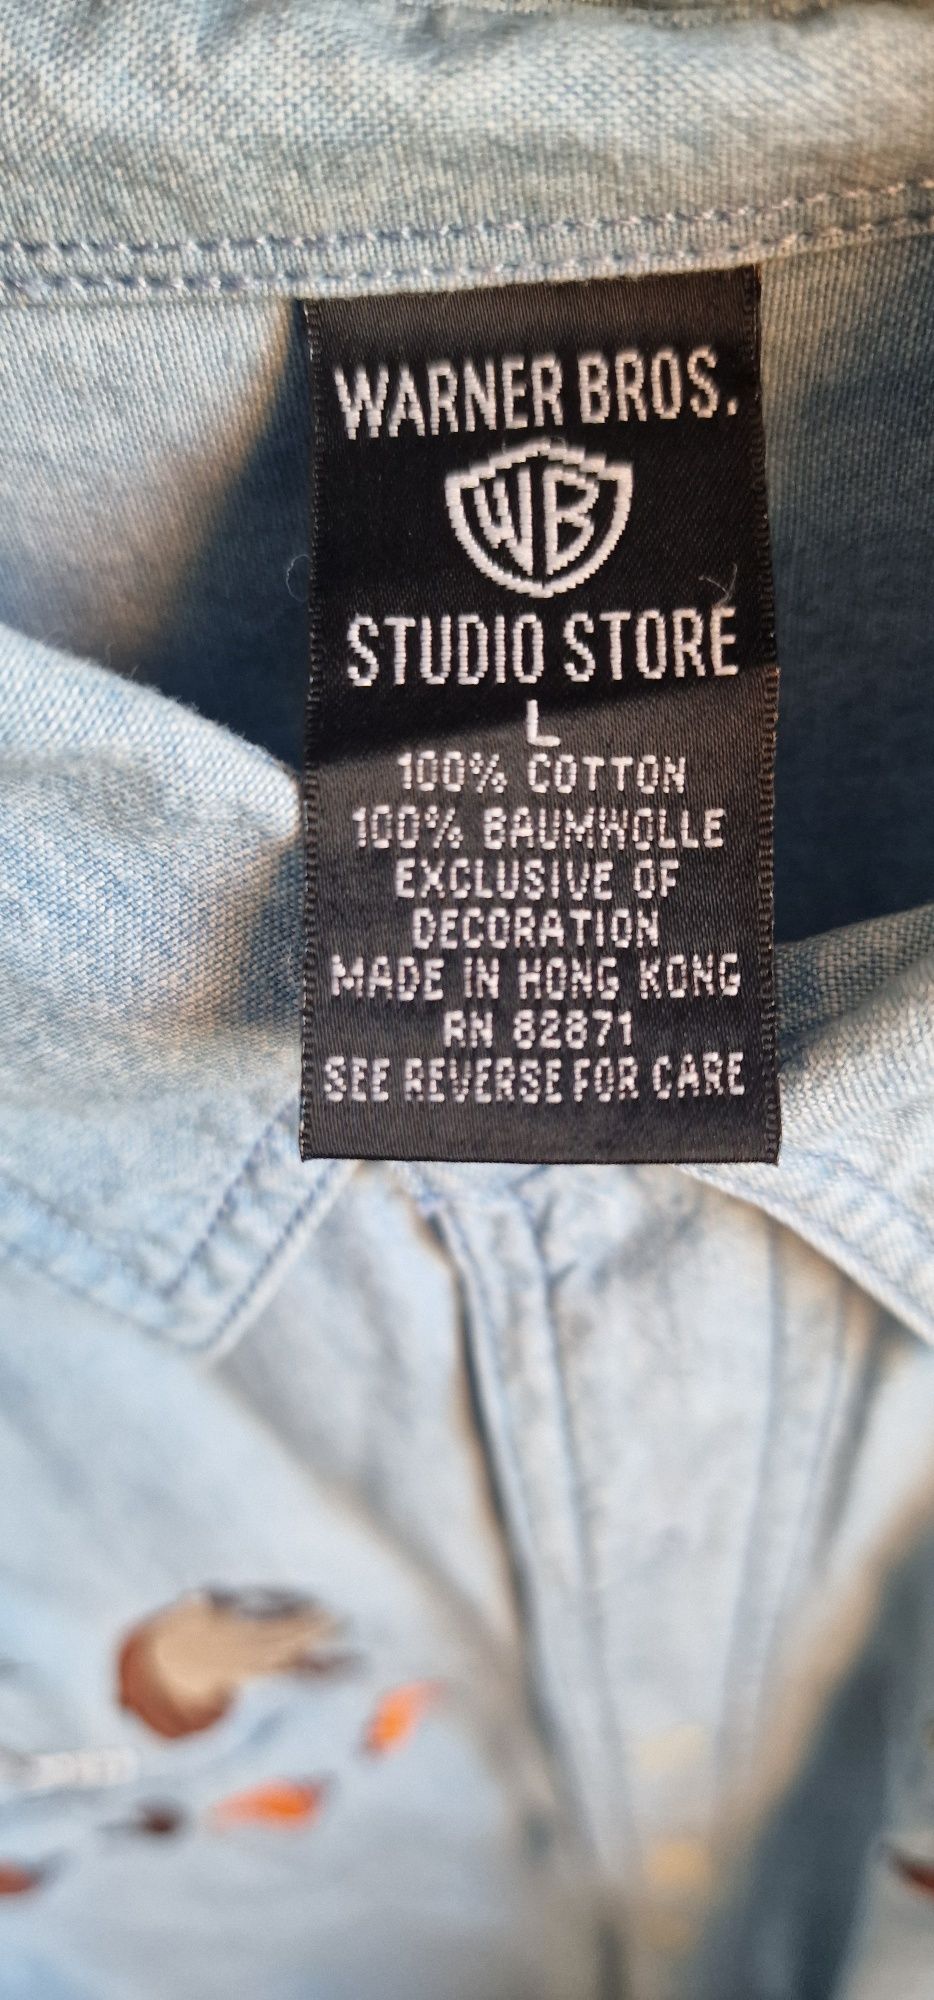 WARNER BROS.
WB
STUDIO STORE
L
100% COTTON
100% BAUMWOLLE
EXCLUSIVE OF
DECORATION
MADE IN HONG KONG
RN 82871
SEE REVERSE FOR CARE